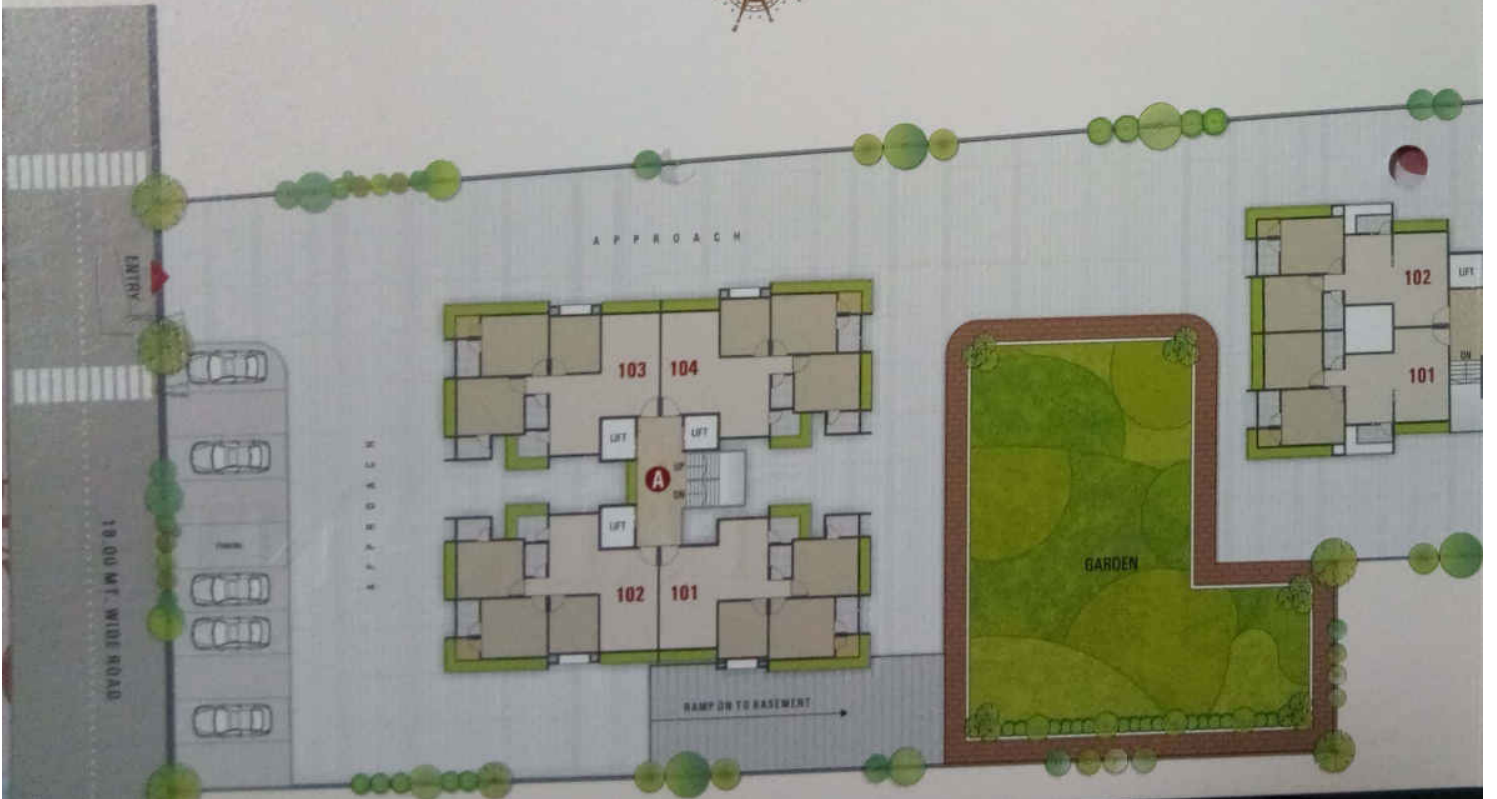 APPROACH
ENTRY
APPROACH
103
104
LIFT
LIFT
A
UP
DN
LIFT
102
101
18.00 MT. WIDE ROAD
RAMP DN TO BASEMENT
GARDEN
102
LIFT
DN
101